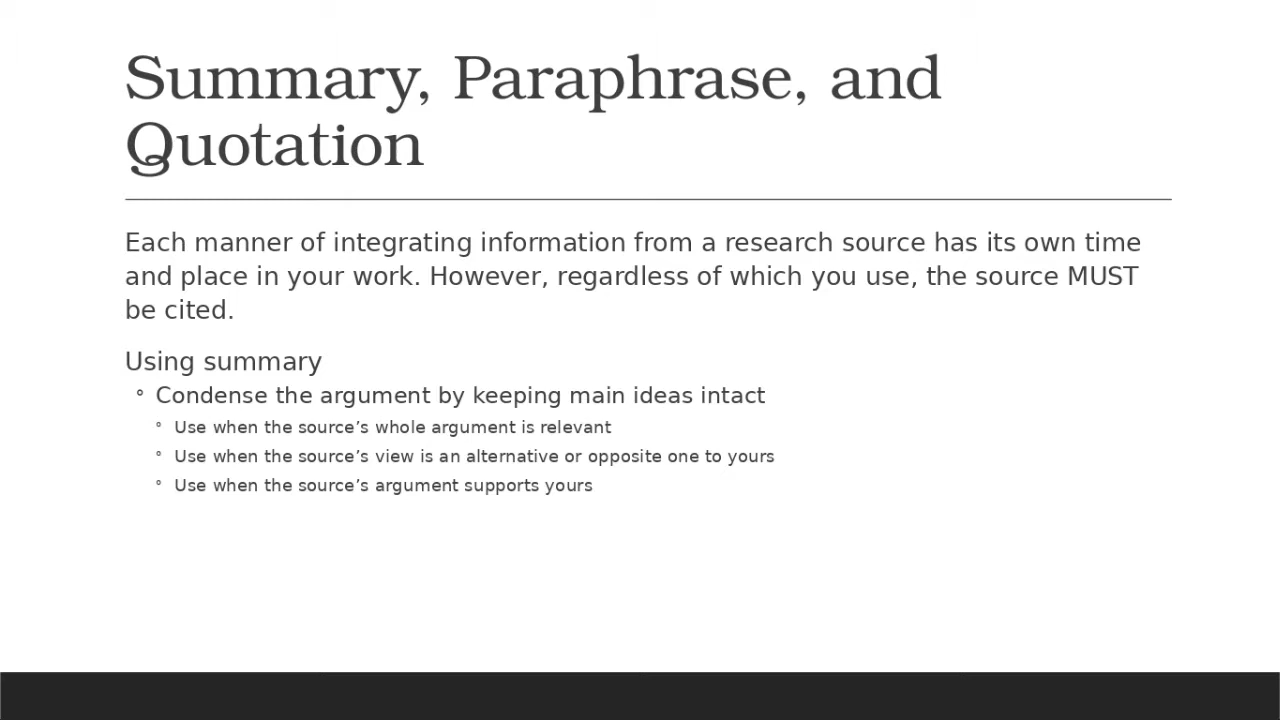 Summary, Paraphrase, and
Quotation
Each manner of integrating information from a research source has its own time
and place in your work. However, regardless of which you use, the source MUST
be cited.
Using summary
° Condense the argument by keeping main ideas intact
° Use when the source’s whole argument is relevant
° Use when the source’s view is an alternative or opposite one to yours
° Use when the source’s argument supports yours